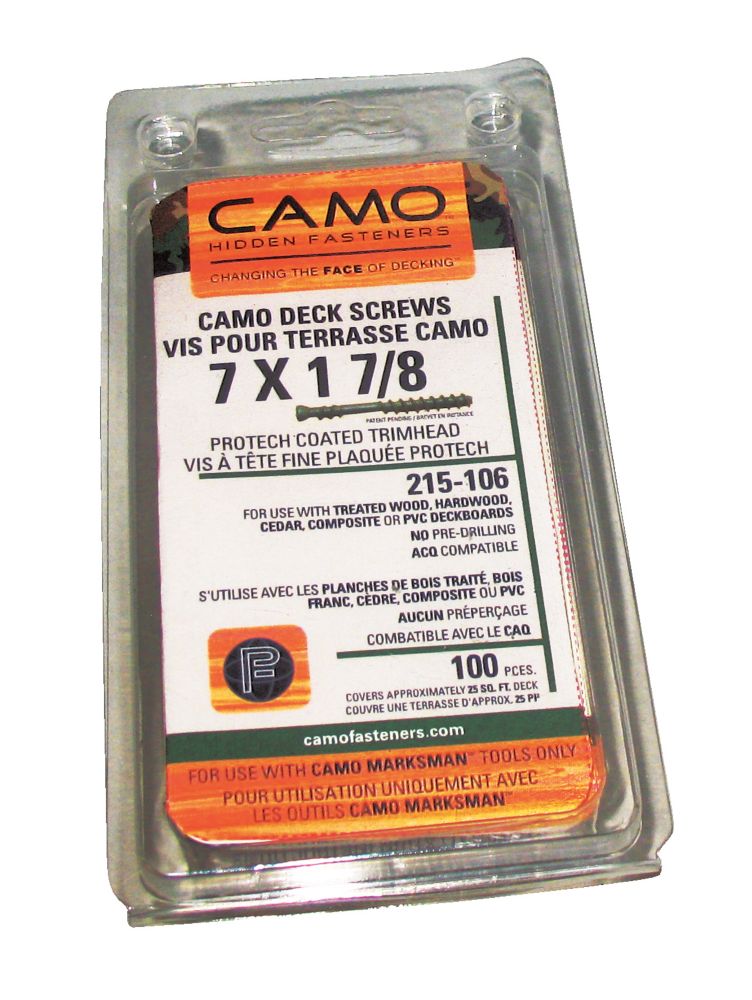 CAMO™
HIDDEN FASTENERS
CHANGING THE FACE OF DECKING™
CAMO DECK SCREWS
VIS POUR TERRASSE CAMO
7 X 1 7/8
PATENT PENDING / BREVET EN INSTANCE
PROTECH COATED TRIMHEAD
VIS À TÊTE FINE PLAQUÉE PROTECH
215-106
FOR USE WITH TREATED WOOD, HARDWOOD,
CEDAR, COMPOSITE OR PVC DECKBOARDS
NO PRE-DRILLING
ACQ COMPATIBLE
S'UTILISE AVEC LES PLANCHES DE BOIS TRAITÉ, BOIS
FRANC, CÈDRE, COMPOSITE OU PVC
AUCUN PRÉPERÇAGE
COMBATIBLE AVEC LE CAQ
F
100 PCES.
COVERS APPROXIMATELY 25 SQ. FT. DECK
COUVRE UNE TERRASSE D'APPROX. 25 PI²
camofasteners.com
FOR USE WITH CAMO MARKSMAN™ TOOLS ONLY
POUR UTILISATION UNIQUEMENT AVEC
LES OUTILS CAMO MARKSMAN™